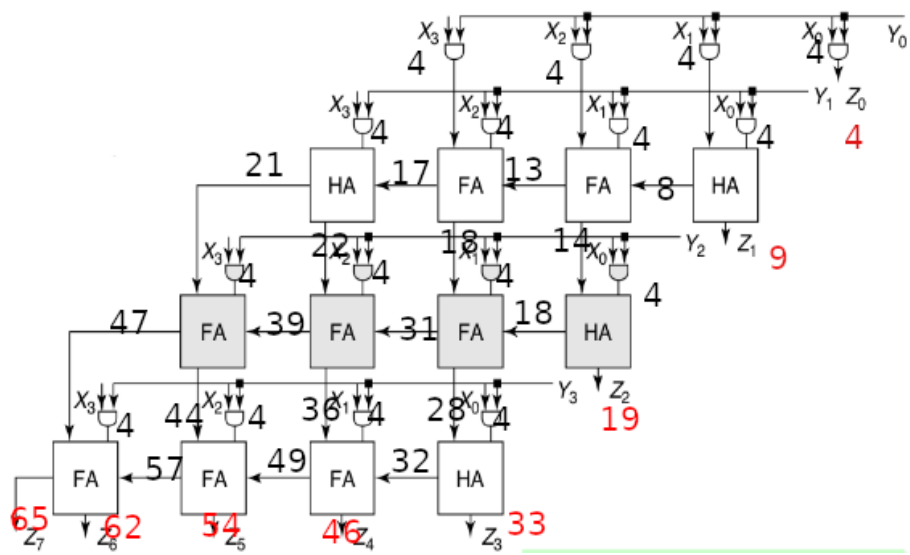 X3 X2 X1 X0 Y0
4 4 4 4
X3 X2 X1 X0 Y1 Z0
4 4 4 4 4
21 HA 17 FA 13 FA 8 HA
22 18 14 Y2 Z1 9
X3 X2 X1 X0
4 4 4 4
47 FA 39 FA 31 FA 18 HA
X3 X2 X1 X0 Y3 Z2
44 36 28 19
4 4 4 4
FA 57 FA 49 FA 32 HA
65 62 54 46 33
Z7 Z6 Z5 Z4 Z3